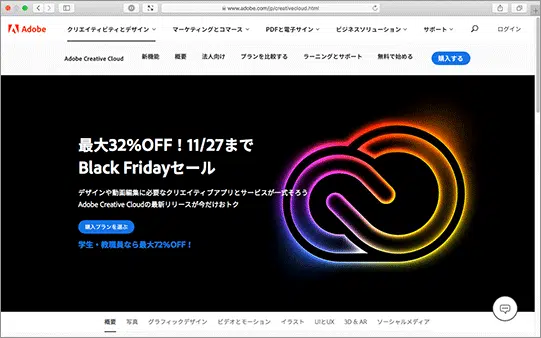 www.adobe.com/jp/creativecloud.html
Adobe クリエイティビティとデザイン マーケティングとコマース PDFと電子サイン ビジネスソリューション サポート ログイン
Adobe Creative Cloud 新機能 概要 法人向け プランを比較する ラーニングとサポート 無料で始める 購入する
最大32%OFF！11/27まで
Black Fridayセール
デザインや動画編集に必要なクリエイティブアプリとサービスが一式そろう
Adobe Creative Cloudの最新リリースが今だけおトク
購入プランを選ぶ
学生・教職員なら最大72%OFF！
概要 写真 グラフィックデザイン ビデオとモーション イラスト UIとUX 3D & AR ソーシャルメディア